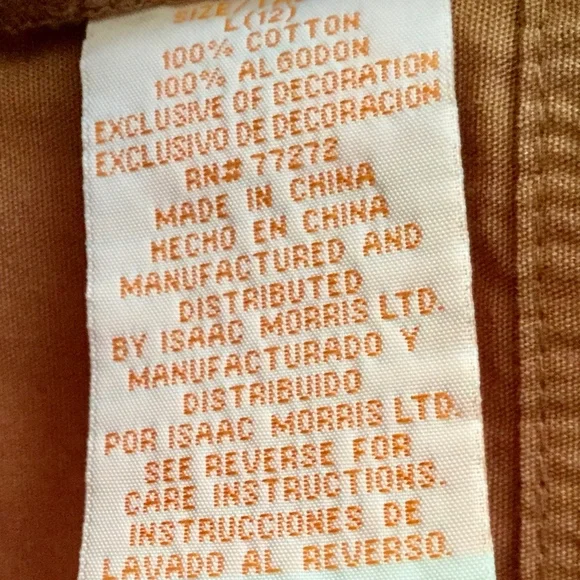 SIZE/
L(12)
100% COTTON
100% ALGODON
EXCLUSIVE OF DECORATION
EXCLUSIVO DE DECORACION
RN# 77272
MADE IN CHINA
HECHO EN CHINA
MANUFACTURED AND
DISTRIBUTED
BY ISAAC MORRIS LTD.
MANUFACTURADO Y
DISTRIBUIDO
POR ISAAC MORRIS LTD.
SEE REVERSE FOR
CARE INSTRUCTIONS.
INSTRUCCIONES DE
LAVADO AL REVERSO.